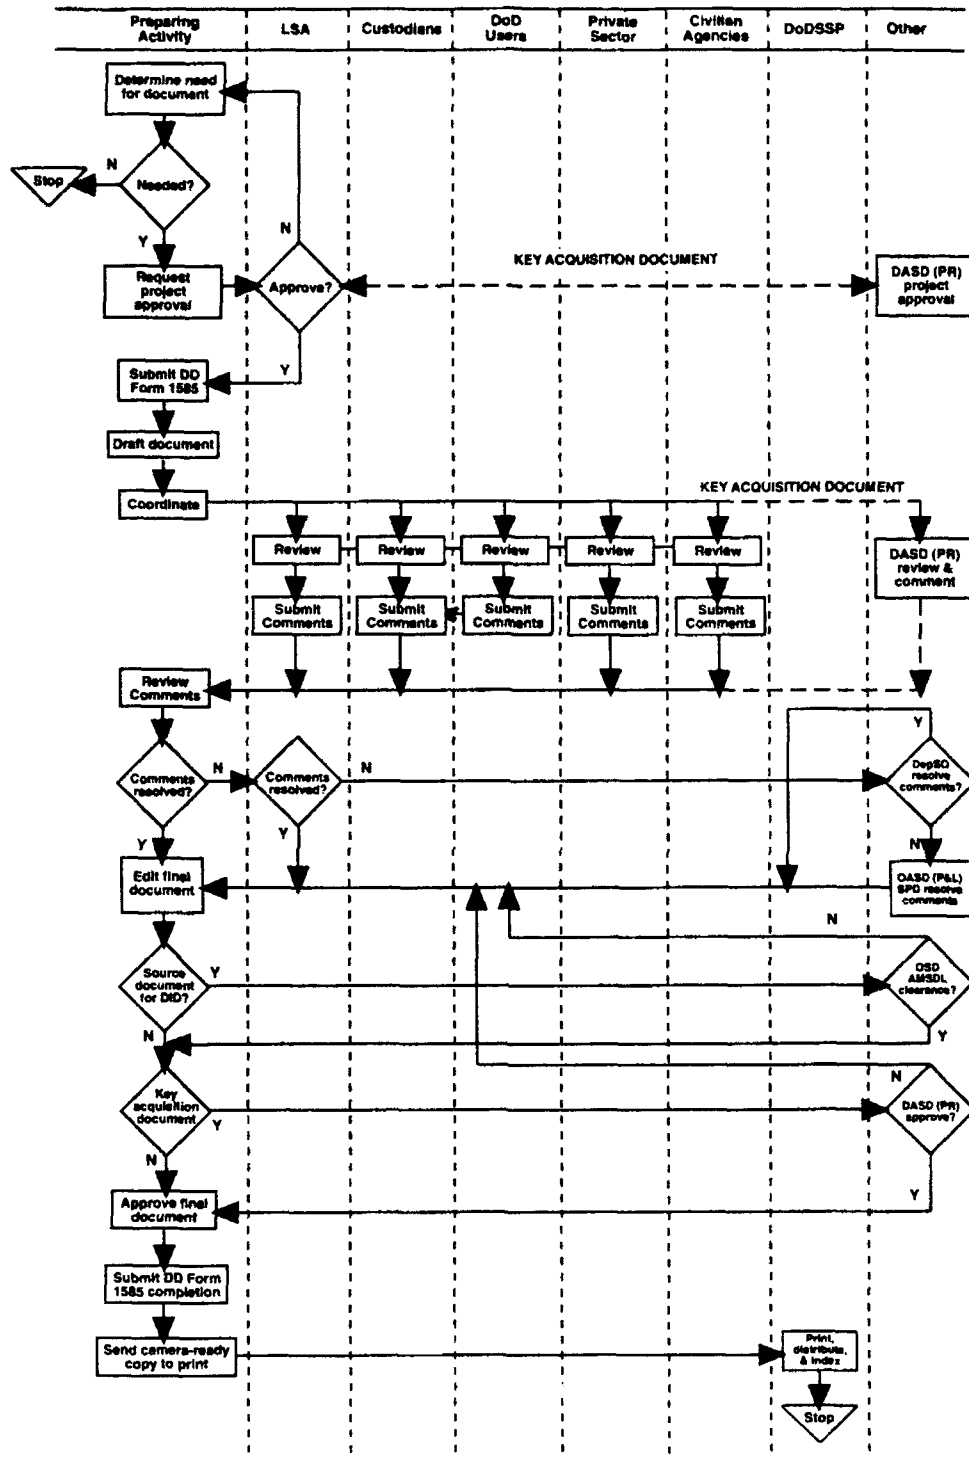 Preparing
Activity
LSA
Custodians
DoD
Users
Private
Sector
Civilian
Agencies
DoDSSP
Other
Determine need
for document
N
Stop
Needed?
Y
N
Request
project
approval
Approve?
KEY ACQUISITION DOCUMENT
DASD (PR)
project
approval
Submit DD
Form 1585
Y
Draft document
Coordinate
KEY ACQUISITION DOCUMENT
Review
Review
Review
Review
Review
DASD (PR)
review &
comment
Submit
Comments
Submit
Comments
Submit
Comments
Submit
Comments
Submit
Comments
Review
Comments
Y
Comments
resolved?
N
Comments
resolved?
N
DepSO
resolve
comments?
Y
Y
N
Edit final
document
OASD (P&L)
SPD resolve
comments
N
Source
document
for DID?
Y
OSD
AMSDL
clearance?
N
Y
Key
acquisition
document
Y
N
DASD (PR)
approve?
N
Y
Approve final
document
Submit DD Form
1585 completion
Send camera-ready
copy to print
Print,
distribute,
& index
Stop